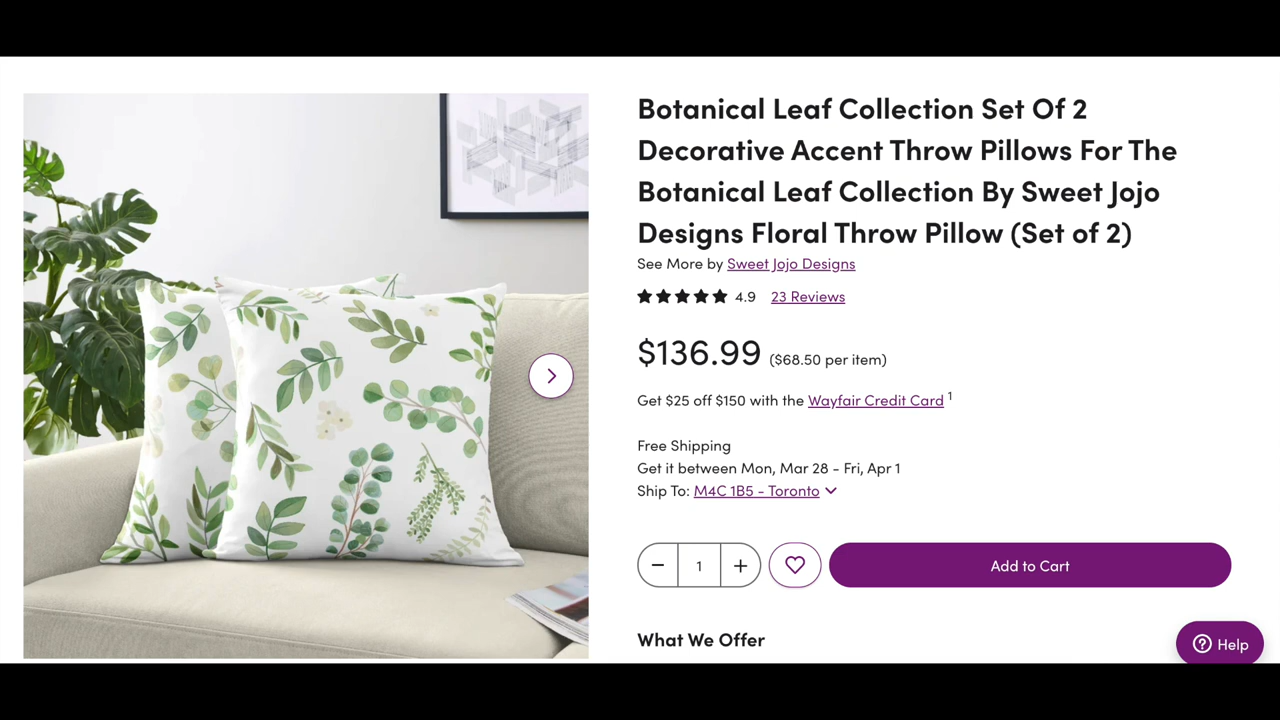 Botanical Leaf Collection Set Of 2
Decorative Accent Throw Pillows For The
Botanical Leaf Collection By Sweet Jojo
Designs Floral Throw Pillow (Set of 2)
See More by Sweet Jojo Designs
4.9 23 Reviews
$136.99 ($68.50 per item)
Get $25 off $150 with the Wayfair Credit Card 1
Free Shipping
Get it between Mon, Mar 28 - Fri, Apr 1
Ship To: M4C 1B5 - Toronto
1
Add to Cart
What We Offer
Help